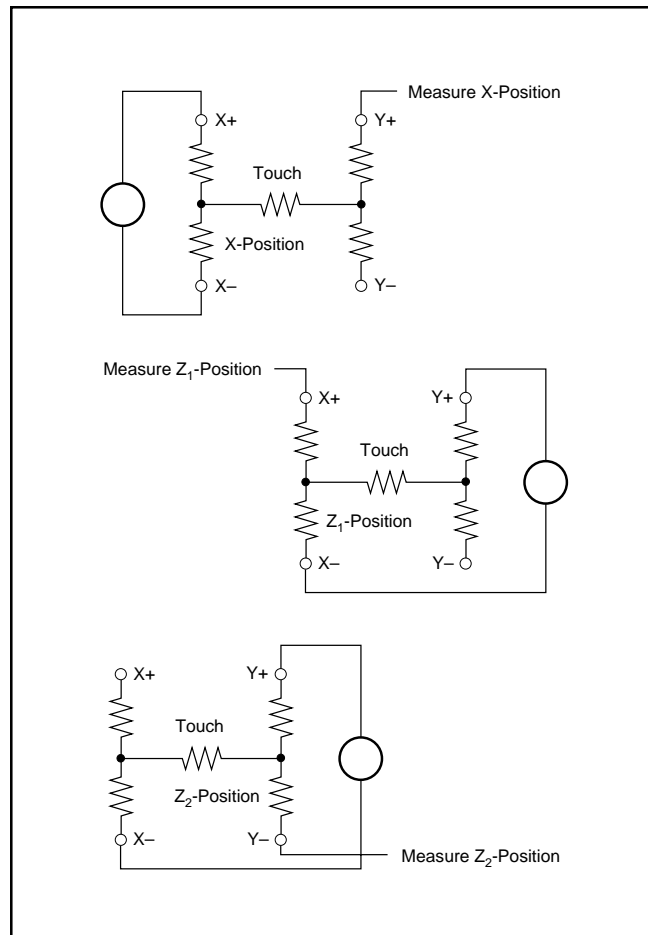 Measure X-Position
X+
Y+
Touch
X-Position
X–
Y–
Measure Z₁-Position
X+
Y+
Touch
Z₁-Position
X–
Y–
X+
Y+
Touch
Z₂-Position
X–
Y–
Measure Z₂-Position